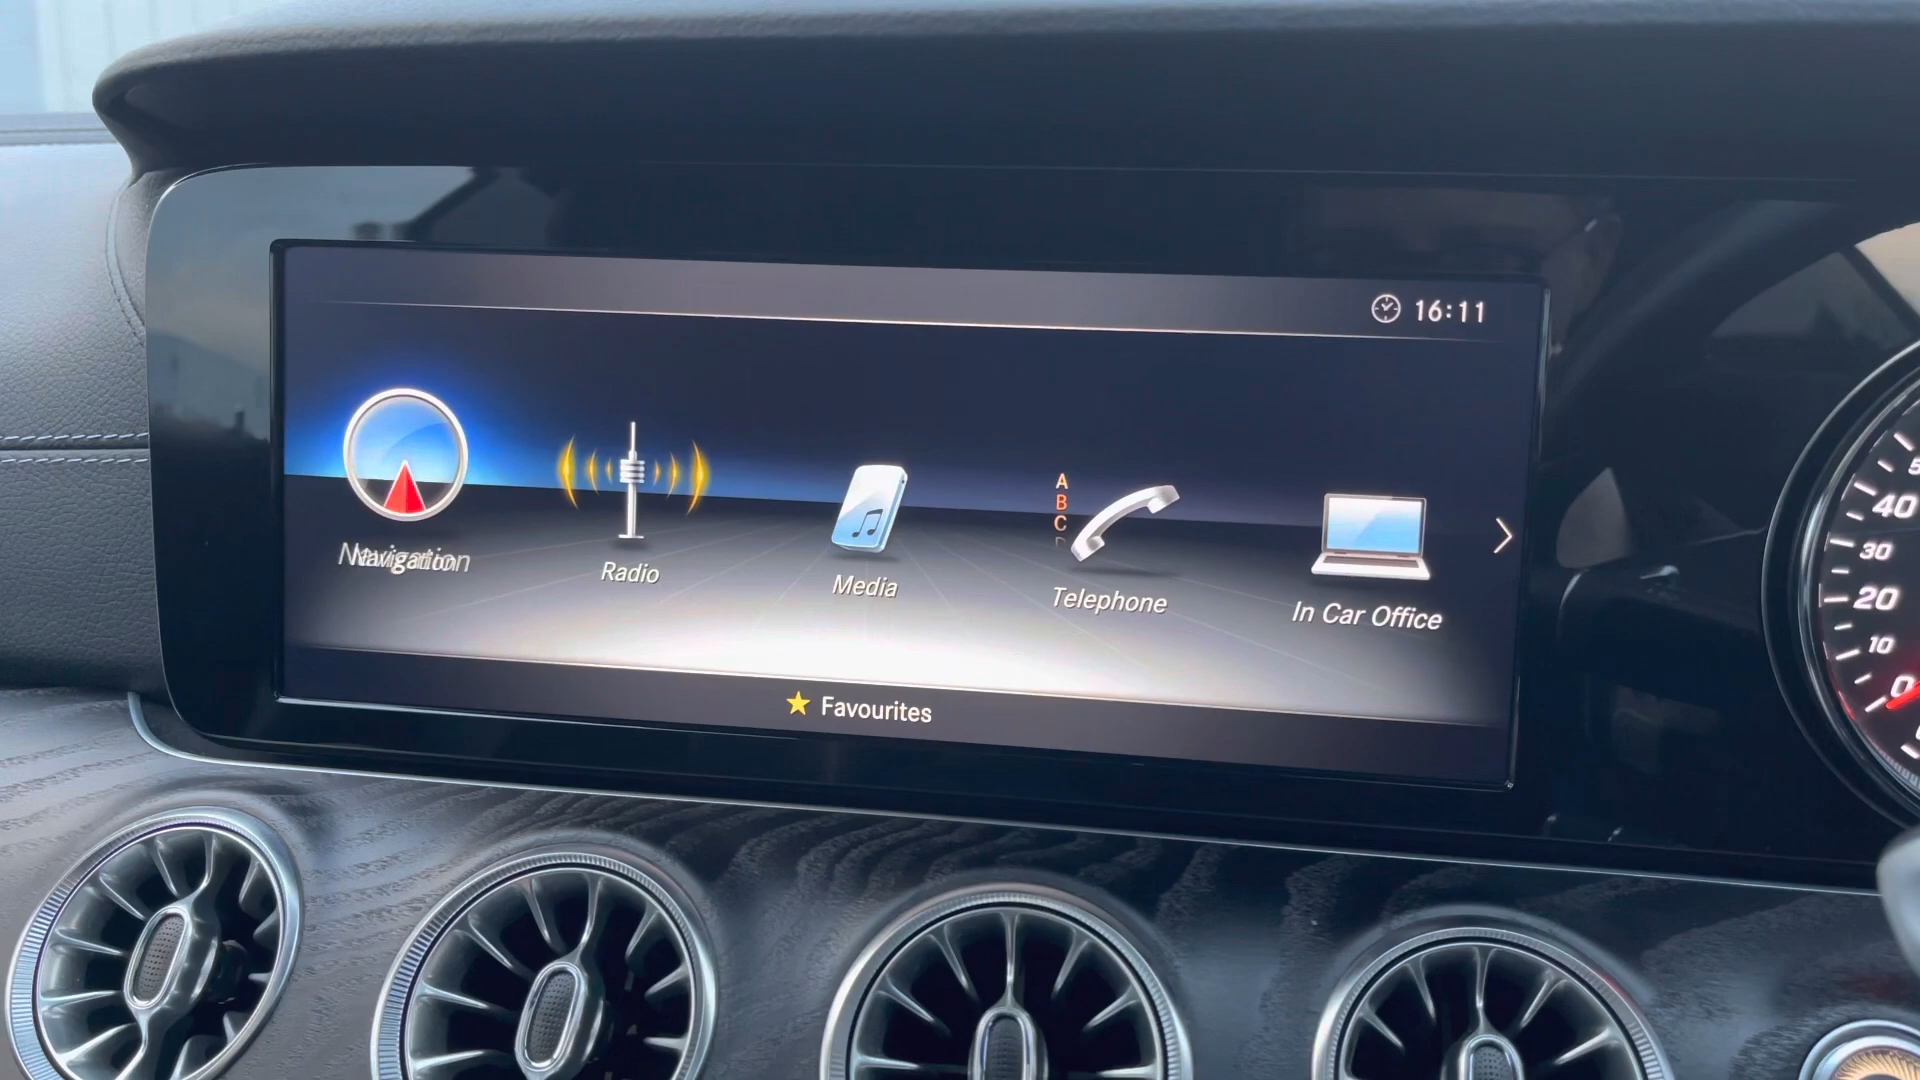 16:11
Navigation
Radio
Media
A
B
C
Telephone
In Car Office
Favourites
40
30
20
10
0